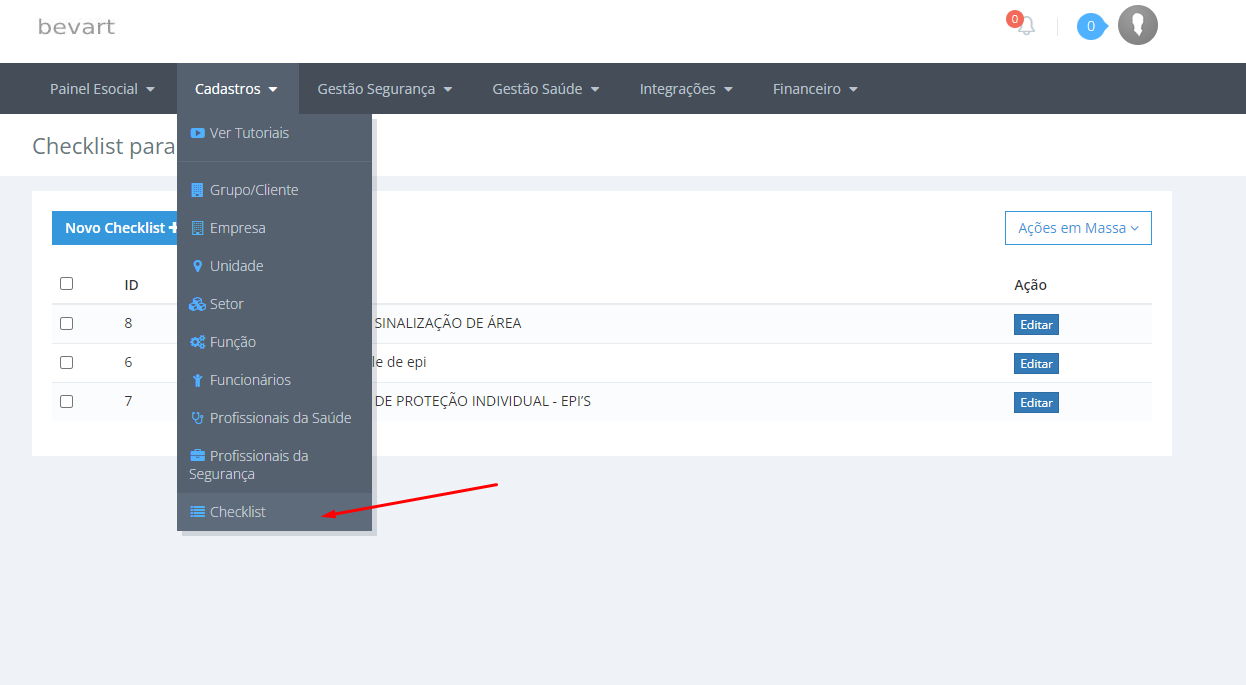 bevart
0
0
Painel Esocial
Cadastros
Gestão Segurança
Gestão Saúde
Integrações
Financeiro
Ver Tutoriais
Grupo/Cliente
Empresa
Unidade
Setor
Função
Funcionários
Profissionais da Saúde
Profissionais da
Segurança
Checklist
Checklist para
Novo Checklist
Ações em Massa
ID
Ação
8
SINALIZAÇÃO DE ÁREA
Editar
6
de epi
Editar
7
DE PROTEÇÃO INDIVIDUAL - EPI'S
Editar